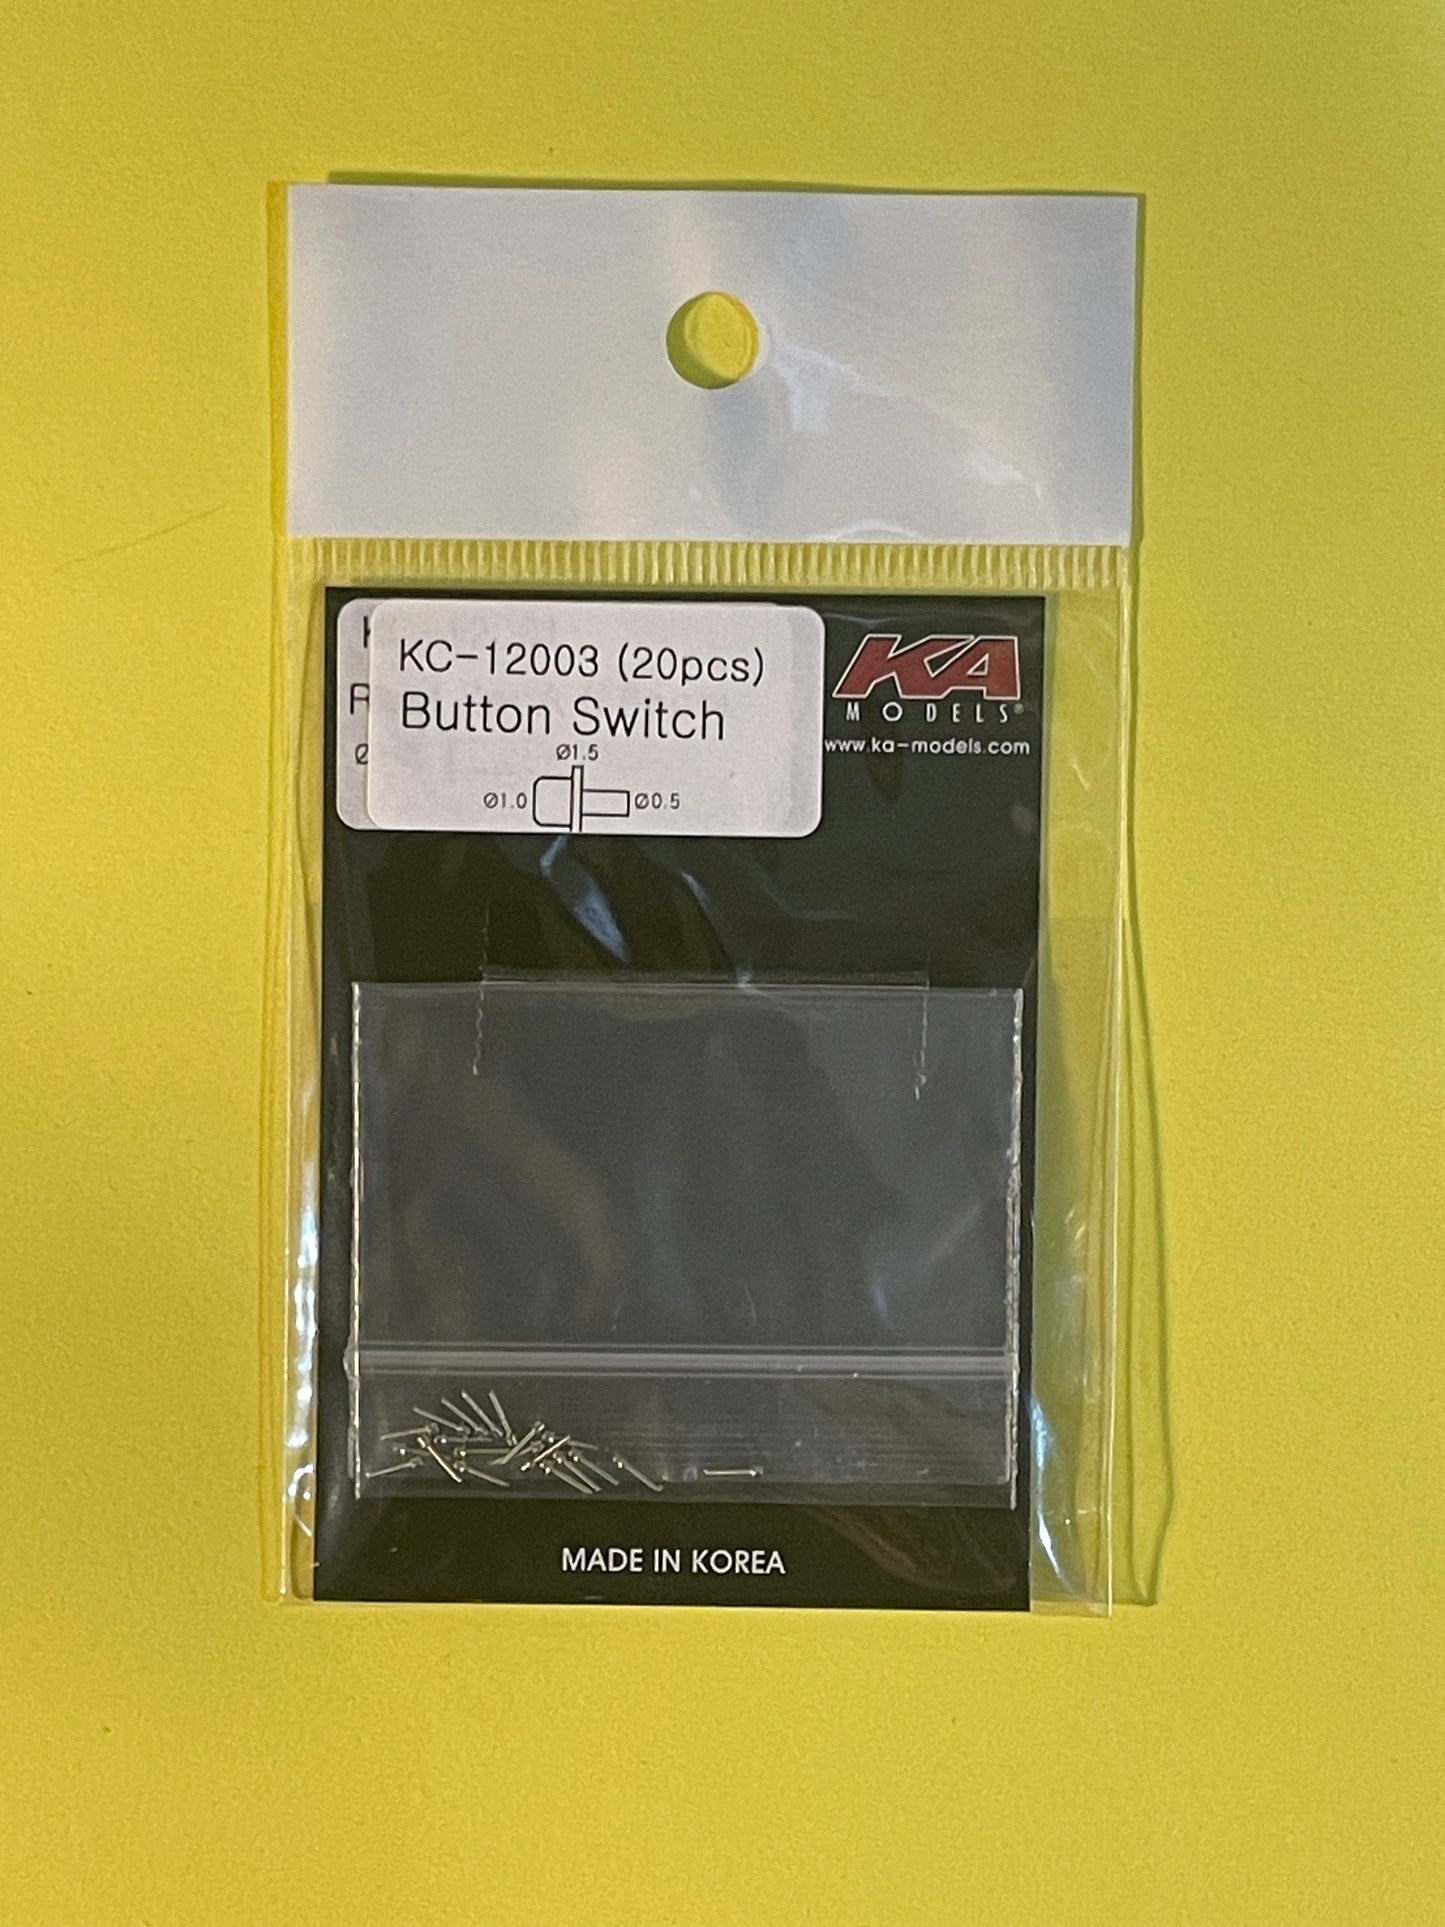 KC-12003 (20pcs)
Button Switch
Ø1.5
Ø1.0
Ø0.5
R
Ø
KA
MODELS®
www.ka-models.com
MADE IN KOREA